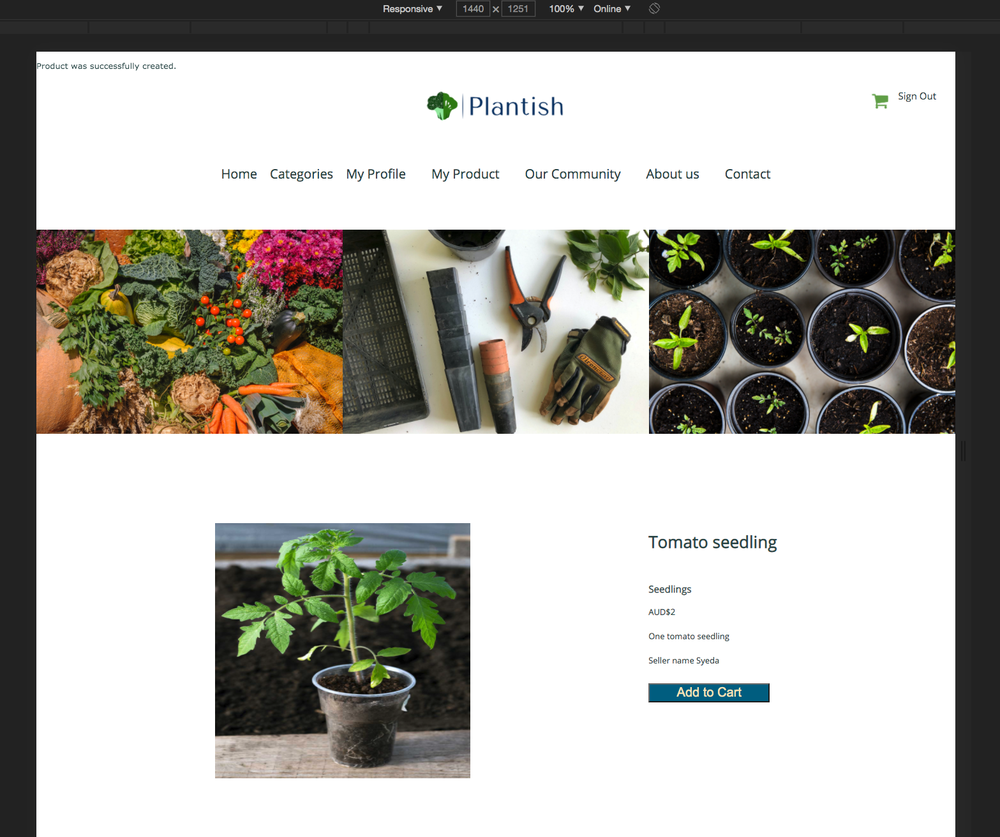 Responsive ▼ 1440 × 1251 100% ▼ Online ▼
Product was successfully created.
Plantish
Sign Out
Home Categories My Profile My Product Our Community About us Contact
Tomato seedling
Seedlings
AUD$2
One tomato seedling
Seller name Syeda
Add to Cart